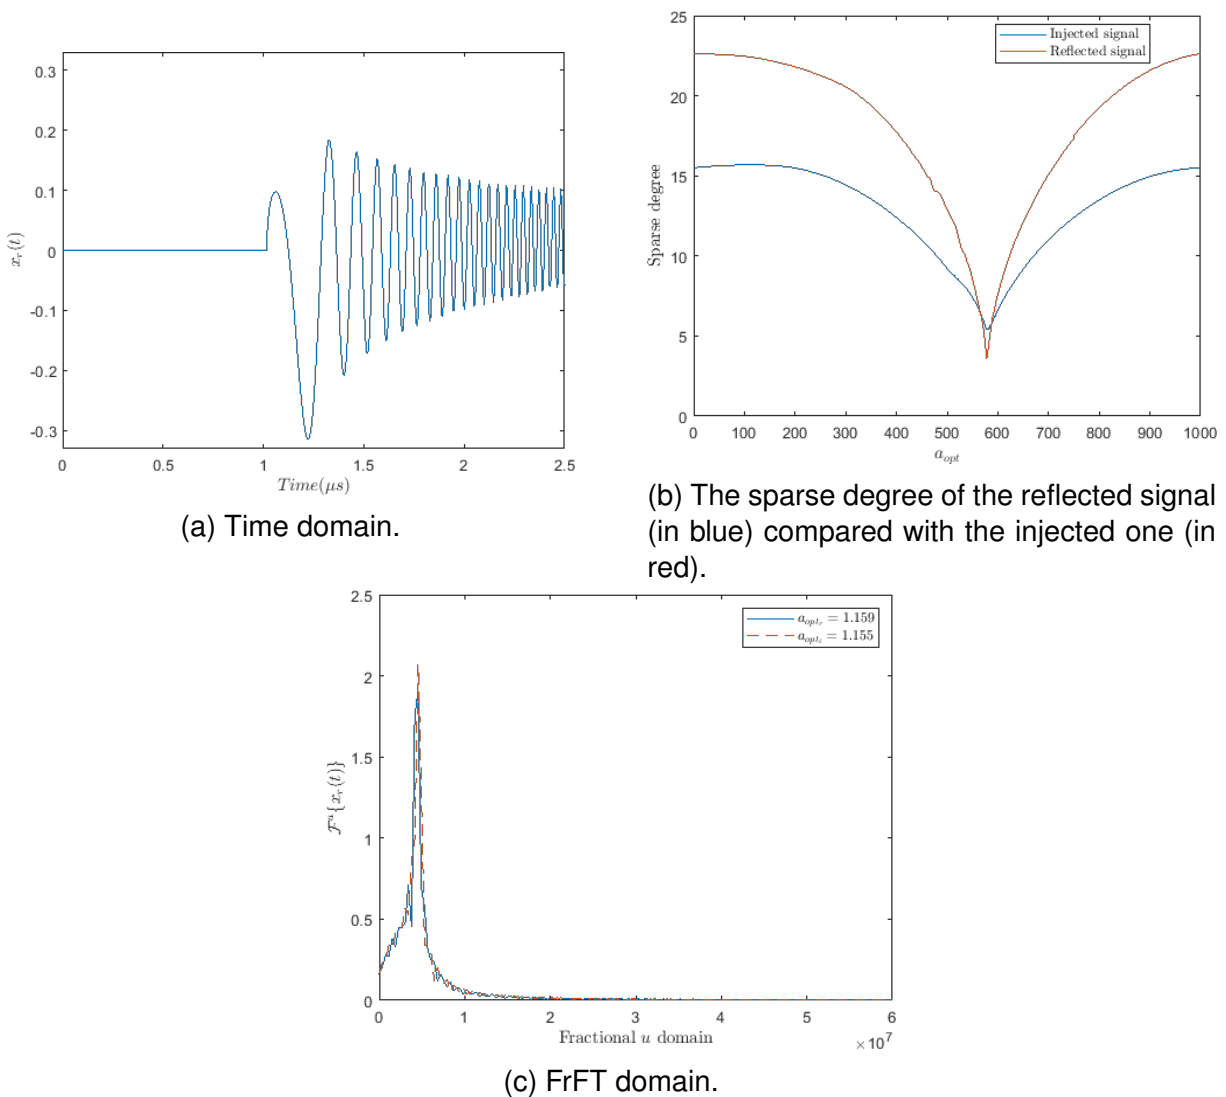 0.3
0.2
0.1
0
-0.1
-0.2
-0.3
x_r(t)
0 0.5 1 1.5 2 2.5
Time(μs)
(a) Time domain.
25
20
15
10
5
0
Sparse degree
Injected signal
Reflected signal
0 100 200 300 400 500 600 700 800 900 1000
a_opt
(b) The sparse degree of the reflected signal
(in blue) compared with the injected one (in
red).
2.5
2
1.5
1
0.5
0
a_opt_r = 1.159
a_opt_i = 1.155
0 1 2 3 4 5 6
Fractional u domain
×10^7
(c) FrFT domain.